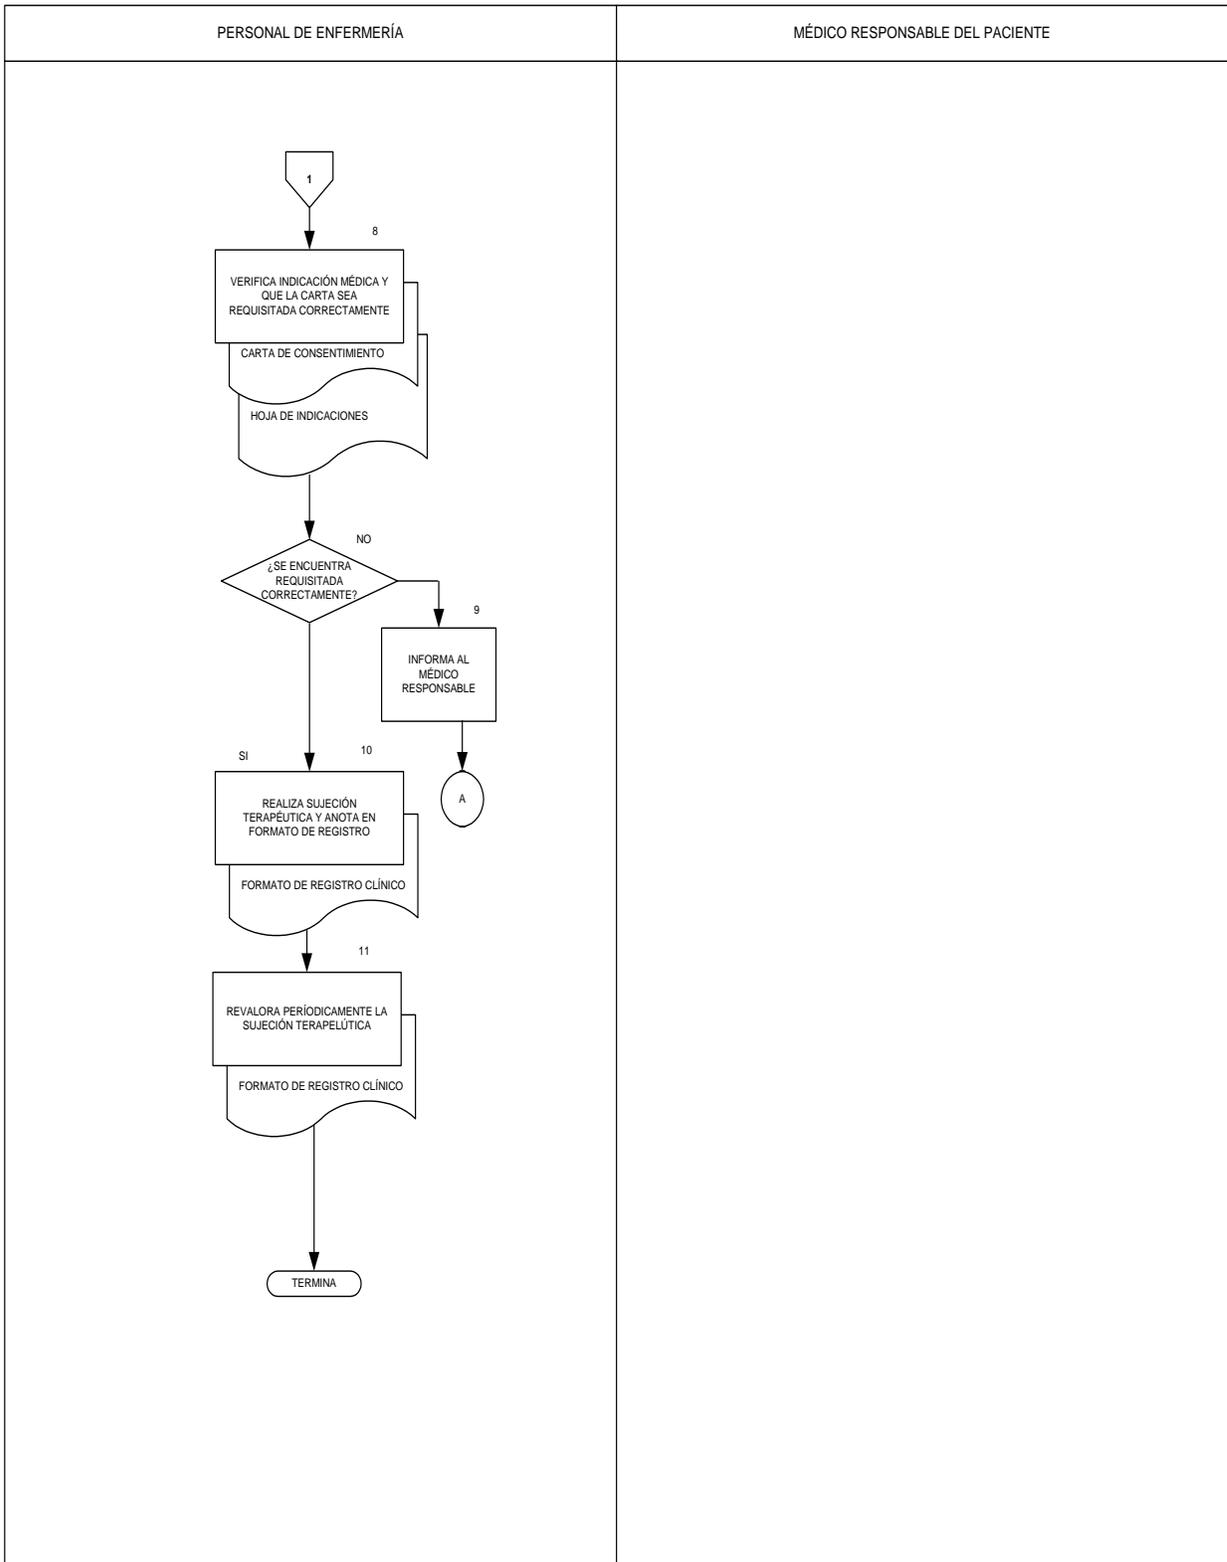 PERSONAL DE ENFERMERÍA
MÉDICO RESPONSABLE DEL PACIENTE
1
8
VERIFICA INDICACIÓN MÉDICA Y
QUE LA CARTA SEA
REQUISITADA CORRECTAMENTE
CARTA DE CONSENTIMIENTO
HOJA DE INDICACIONES
NO
¿SE ENCUENTRA
REQUISITADA
CORRECTAMENTE?
9
INFORMA AL
MÉDICO
RESPONSABLE
A
SI
10
REALIZA SUJECIÓN
TERAPÉUTICA Y ANOTA EN
FORMATO DE REGISTRO
FORMATO DE REGISTRO CLÍNICO
11
REVALORA PERÍODICAMENTE LA
SUJECIÓN TERAPELÚTICA
FORMATO DE REGISTRO CLÍNICO
TERMINA